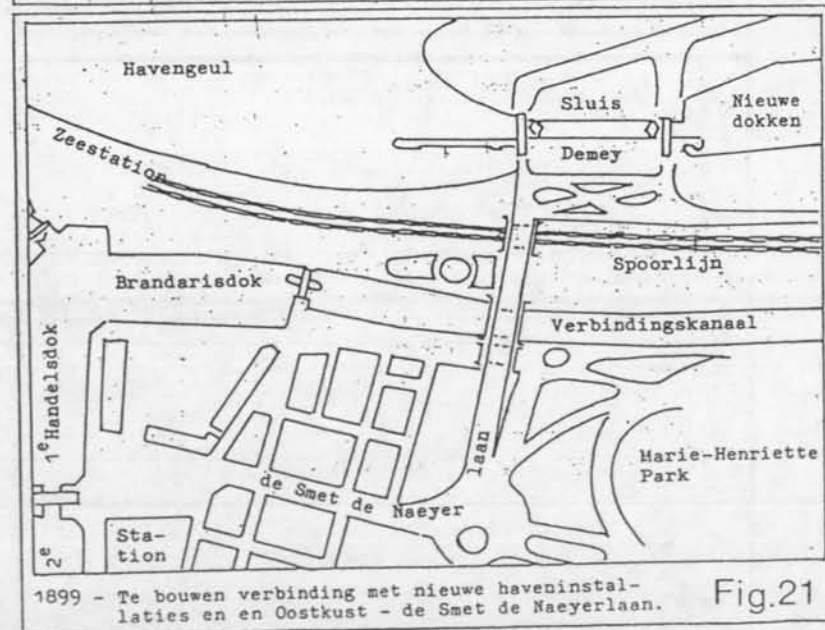 Havengeul
Sluis
Nieuwe
dokken
Zeestation
Demey
Brandarisdok
Spoorlijn
Verbindingskanaal
1e Handelsdok
laan
Marie-Henriette
Park
de Smet de Naeyer
2e
Sta-
tion
1899 - Te bouwen verbinding met nieuwe haveninstal-
laties en en Oostkust - de Smet de Naeyerlaan.
Fig.21